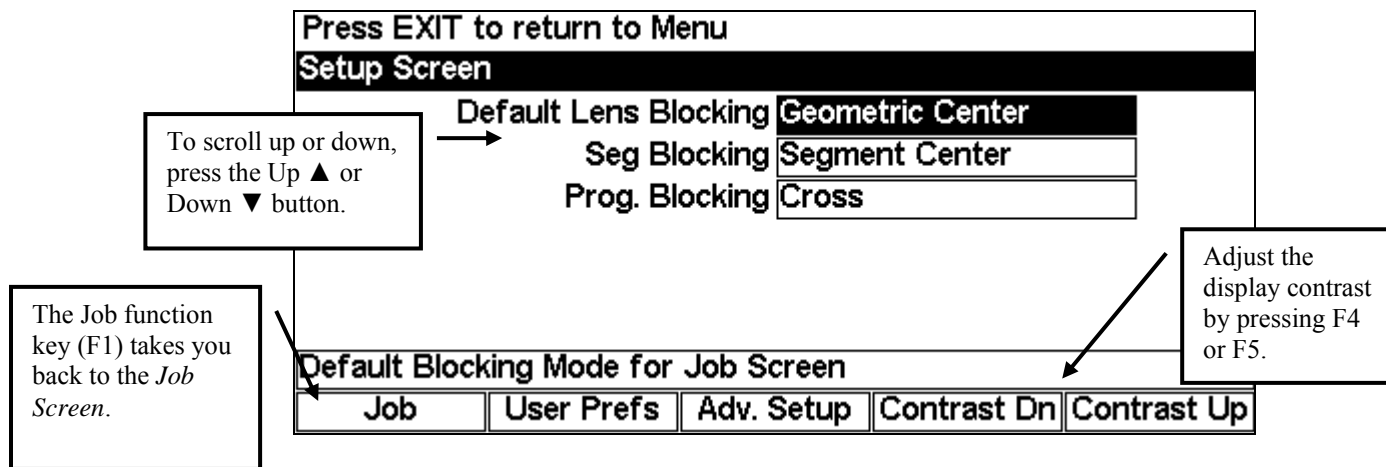 Press EXIT to return to Menu
Setup Screen
Default Lens Blocking Geometric Center
Seg Blocking Segment Center
Prog. Blocking Cross
To scroll up or down,
press the Up ▲ or
Down ▼ button.
Adjust the
display contrast
by pressing F4
or F5.
The Job function
key (F1) takes you
back to the Job
Screen.
Default Blocking Mode for Job Screen
Job User Prefs Adv. Setup Contrast Dn Contrast Up